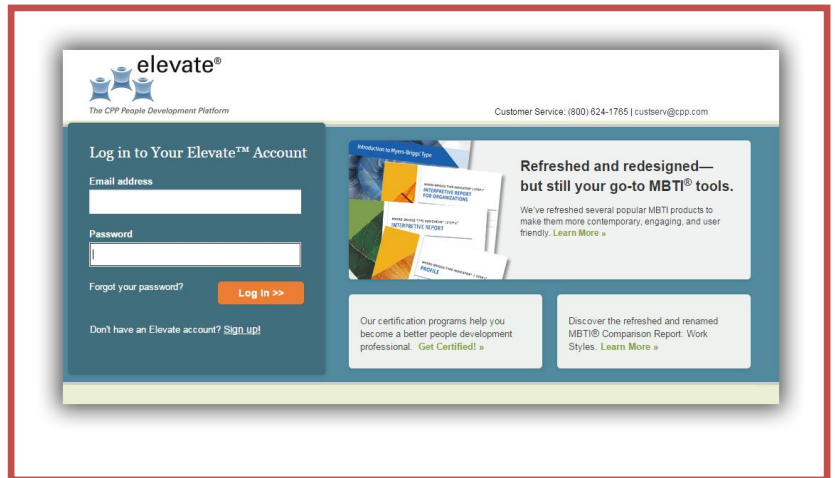 elevate®
The CPP People Development Platform
Customer Service: (800) 624-1765 | custserv@cpp.com
Log in to Your Elevate™ Account
Email address
Password
Forgot your password?
Log In >>
Don't have an Elevate account? Sign up!
Introduction to Myers-Briggs® Type
INTERPRETIVE REPORT
FOR ORGANIZATIONS
INTERPRETIVE REPORT
PROFILE
Refreshed and redesigned—
but still your go-to MBTI® tools.
We've refreshed several popular MBTI products to
make them more contemporary, engaging, and user
friendly. Learn More »
Our certification programs help you
become a better people development
professional. Get Certified! »
Discover the refreshed and renamed
MBTI® Comparison Report: Work
Styles. Learn More »